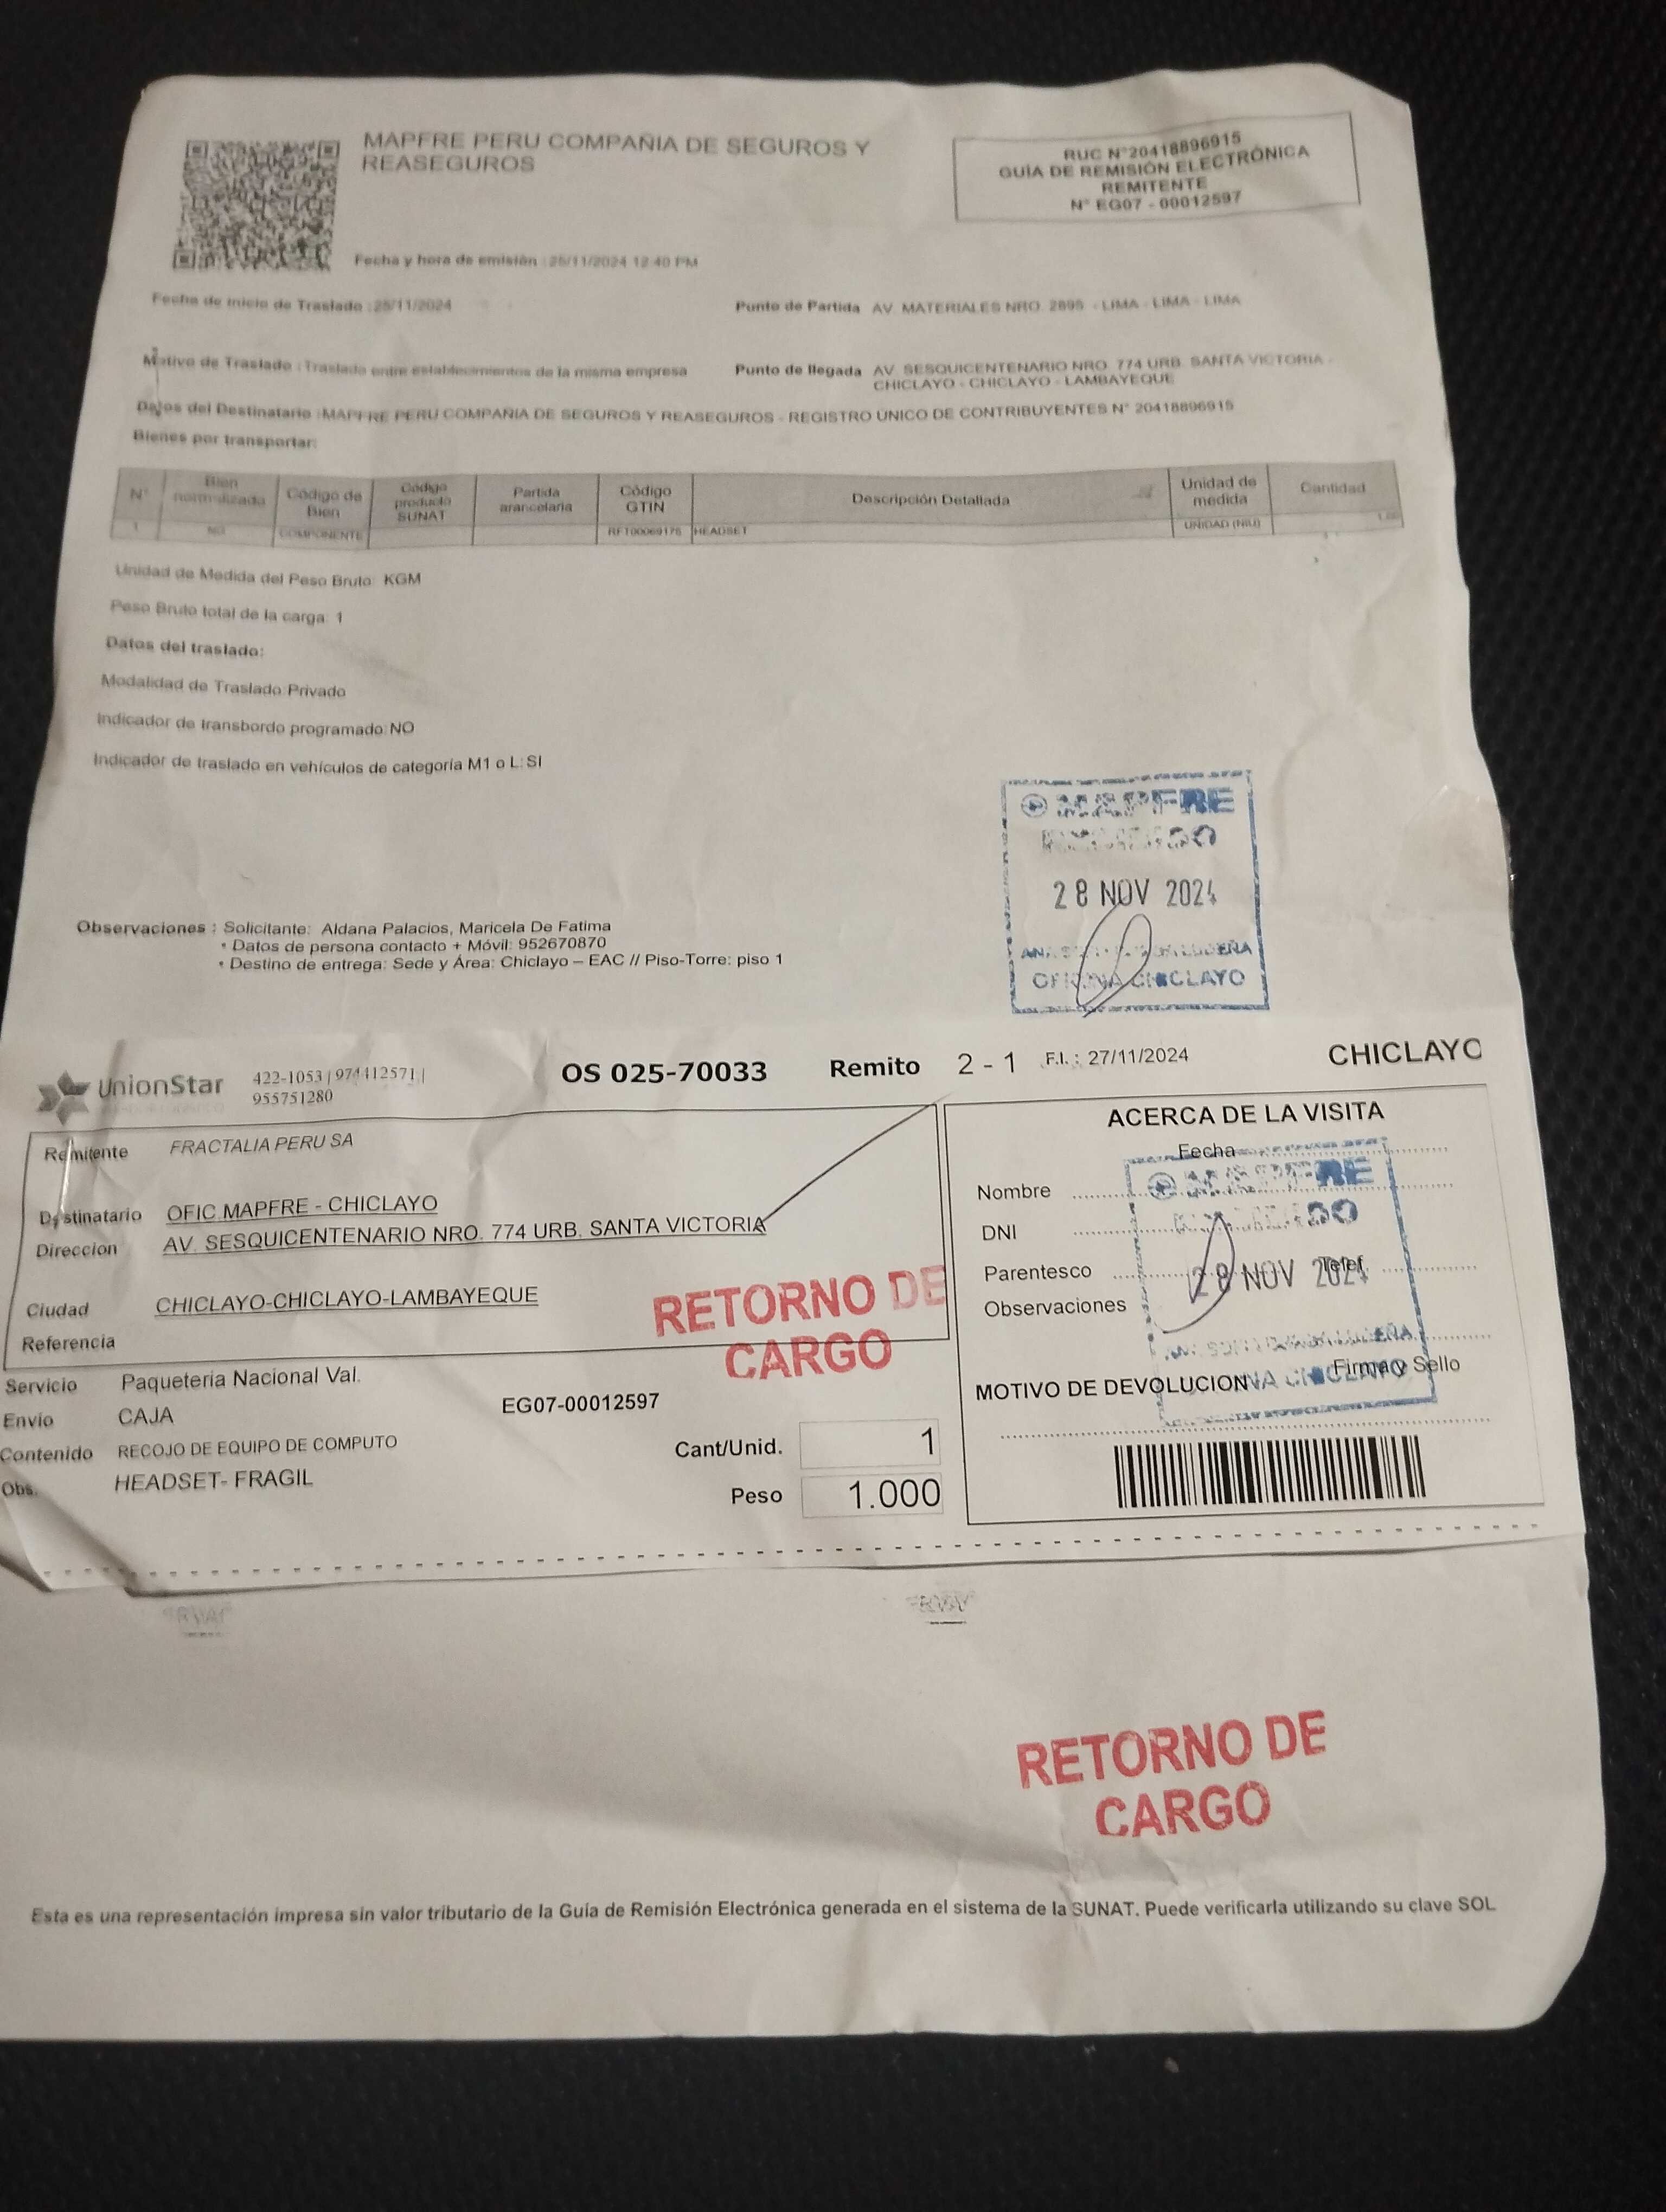 MAPFRE PERU COMPAÑIA DE SEGUROS Y
REASEGUROS
RUC N°20418896915
GUÍA DE REMISIÓN ELECTRÓNICA
REMITENTE
N° EG07 - 00012597
Fecha y hora de emisión : 25/11/2024 12:40 PM
Fecha de inicio de Traslado : 25/11/2024
Punto de Partida AV. MATERIALES NRO. 2895 - LIMA - LIMA - LIMA
Motivo de Traslado : Traslado entre establecimientos de la misma empresa
Punto de llegada AV. SESQUICENTENARIO NRO. 774 URB. SANTA VICTORIA -
CHICLAYO - CHICLAYO - LAMBAYEQUE
Datos del Destinatario : MAPFRE PERU COMPAÑIA DE SEGUROS Y REASEGUROS - REGISTRO ÚNICO DE CONTRIBUYENTES N° 20418896915
Bienes por transportar:
N° Bien normalizado Código de Bien Código producto SUNAT Partida arancelaria Código GTIN Descripción Detallada Unidad de medida Cantidad
1 NO COMPONENTE RFT00069176 HEADSET UNIDAD (NIU)
Unidad de Medida del Peso Bruto: KGM
Peso Bruto total de la carga: 1
Datos del traslado:
Modalidad de Traslado:Privado
Indicador de transbordo programado:NO
Indicador de traslado en vehículos de categoría M1 o L:SI
MAPFRE
28 NOV 2024
OFICINA CHICLAYO
Observaciones : Solicitante: Aldana Palacios, Maricela De Fatima
• Datos de persona contacto + Móvil: 952670870
• Destino de entrega: Sede y Área: Chiclayo – EAC // Piso-Torre: piso 1
UnionStar
422-1053 | 974412571 |
955751280
OS 025-70033 Remito 2 - 1 F.I. : 27/11/2024 CHICLAYO
Remitente FRACTALIA PERU SA
Destinatario OFIC.MAPFRE - CHICLAYO
Direccion AV. SESQUICENTENARIO NRO. 774 URB. SANTA VICTORIA
Ciudad CHICLAYO-CHICLAYO-LAMBAYEQUE
Referencia
RETORNO DE
CARGO
Servicio Paqueteria Nacional Val.
Envio CAJA
EG07-00012597
Contenido RECOJO DE EQUIPO DE COMPUTO
Obs. HEADSET- FRAGIL
Cant/Unid. 1
Peso 1.000
ACERCA DE LA VISITA
Fecha
Nombre
DNI
Parentesco Telef.
Observaciones
Firma y Sello
MOTIVO DE DEVOLUCION
MAPFRE
28 NOV 2024
RETORNO DE
CARGO
Esta es una representación impresa sin valor tributario de la Guía de Remisión Electrónica generada en el sistema de la SUNAT. Puede verificarla utilizando su clave SOL